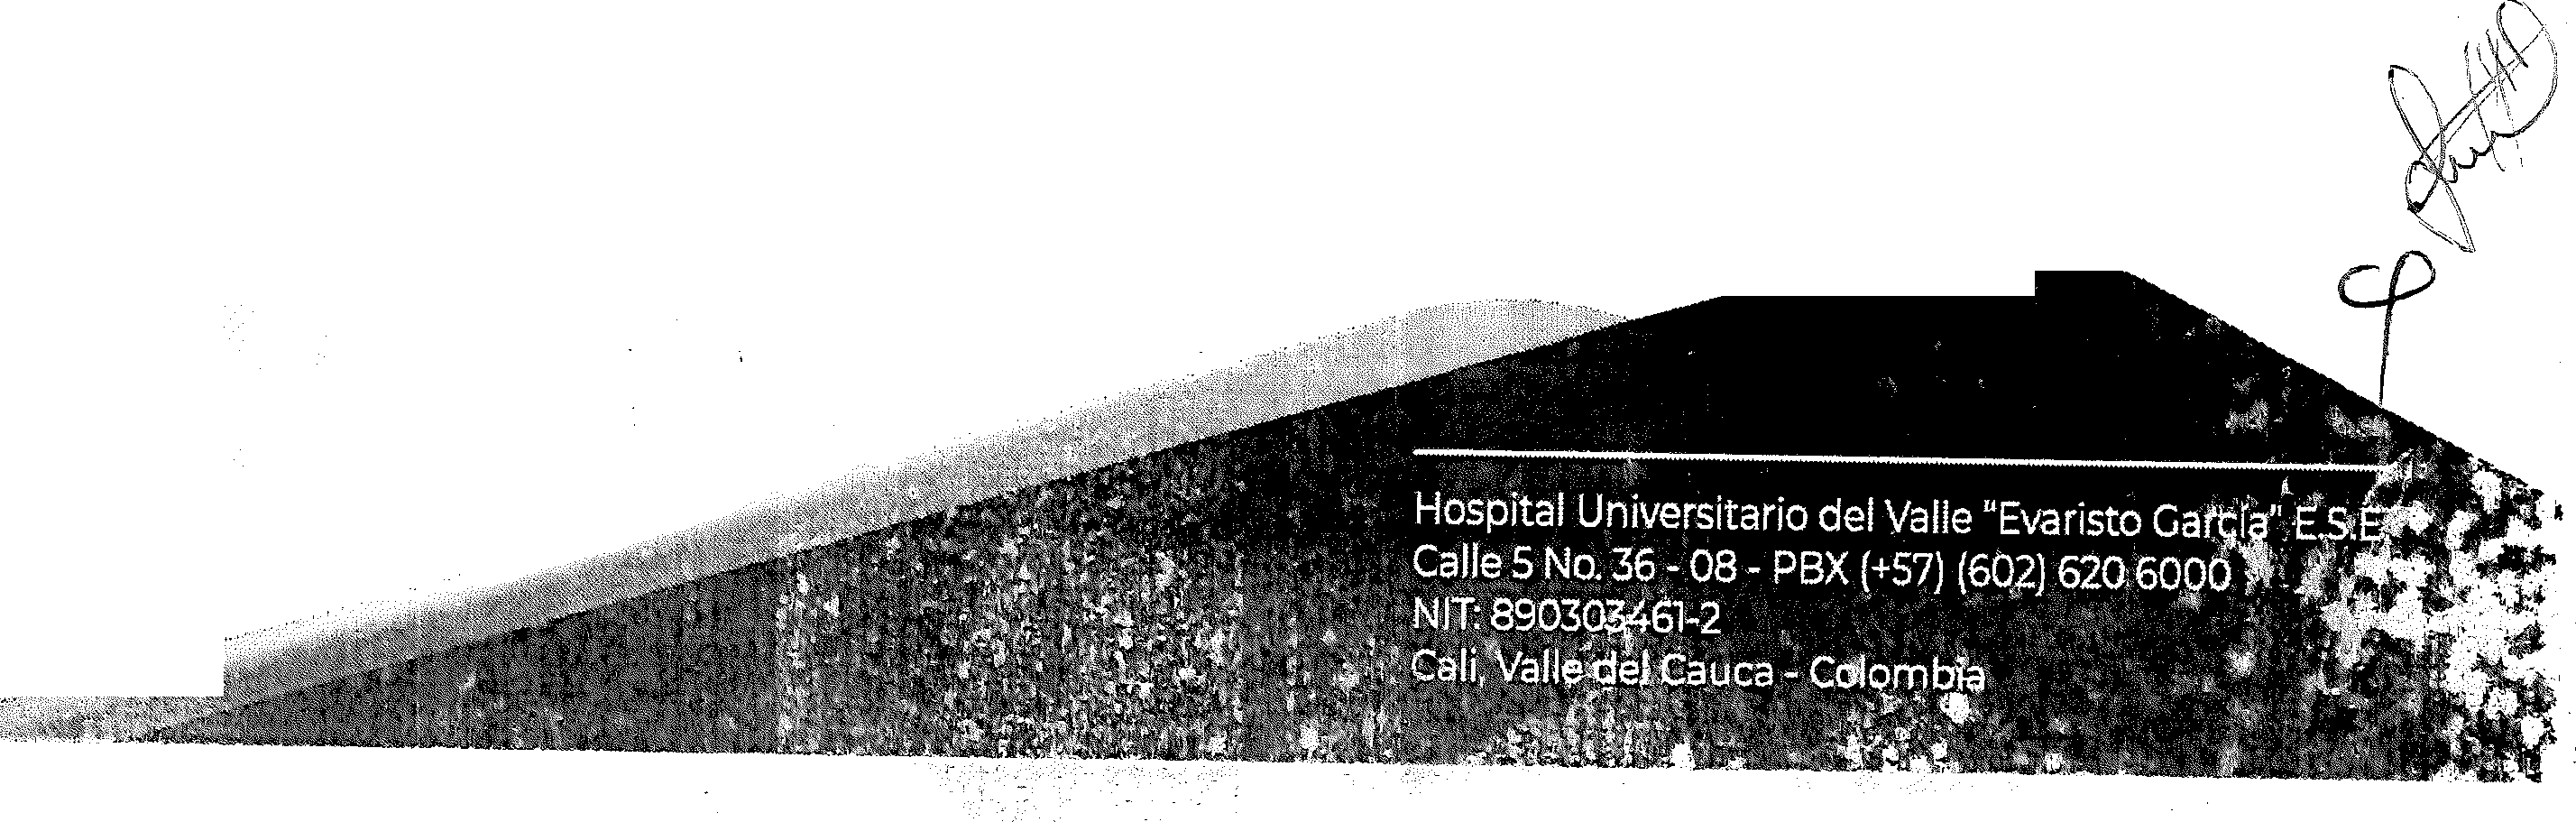 Hospital Universitario del Valle “Evaristo García” E.S.E.
Calle 5 No. 36 - 08 - PBX (+57) (602) 620 6000
NIT: 890303461-2
Cali, Valle del Cauca - Colombia